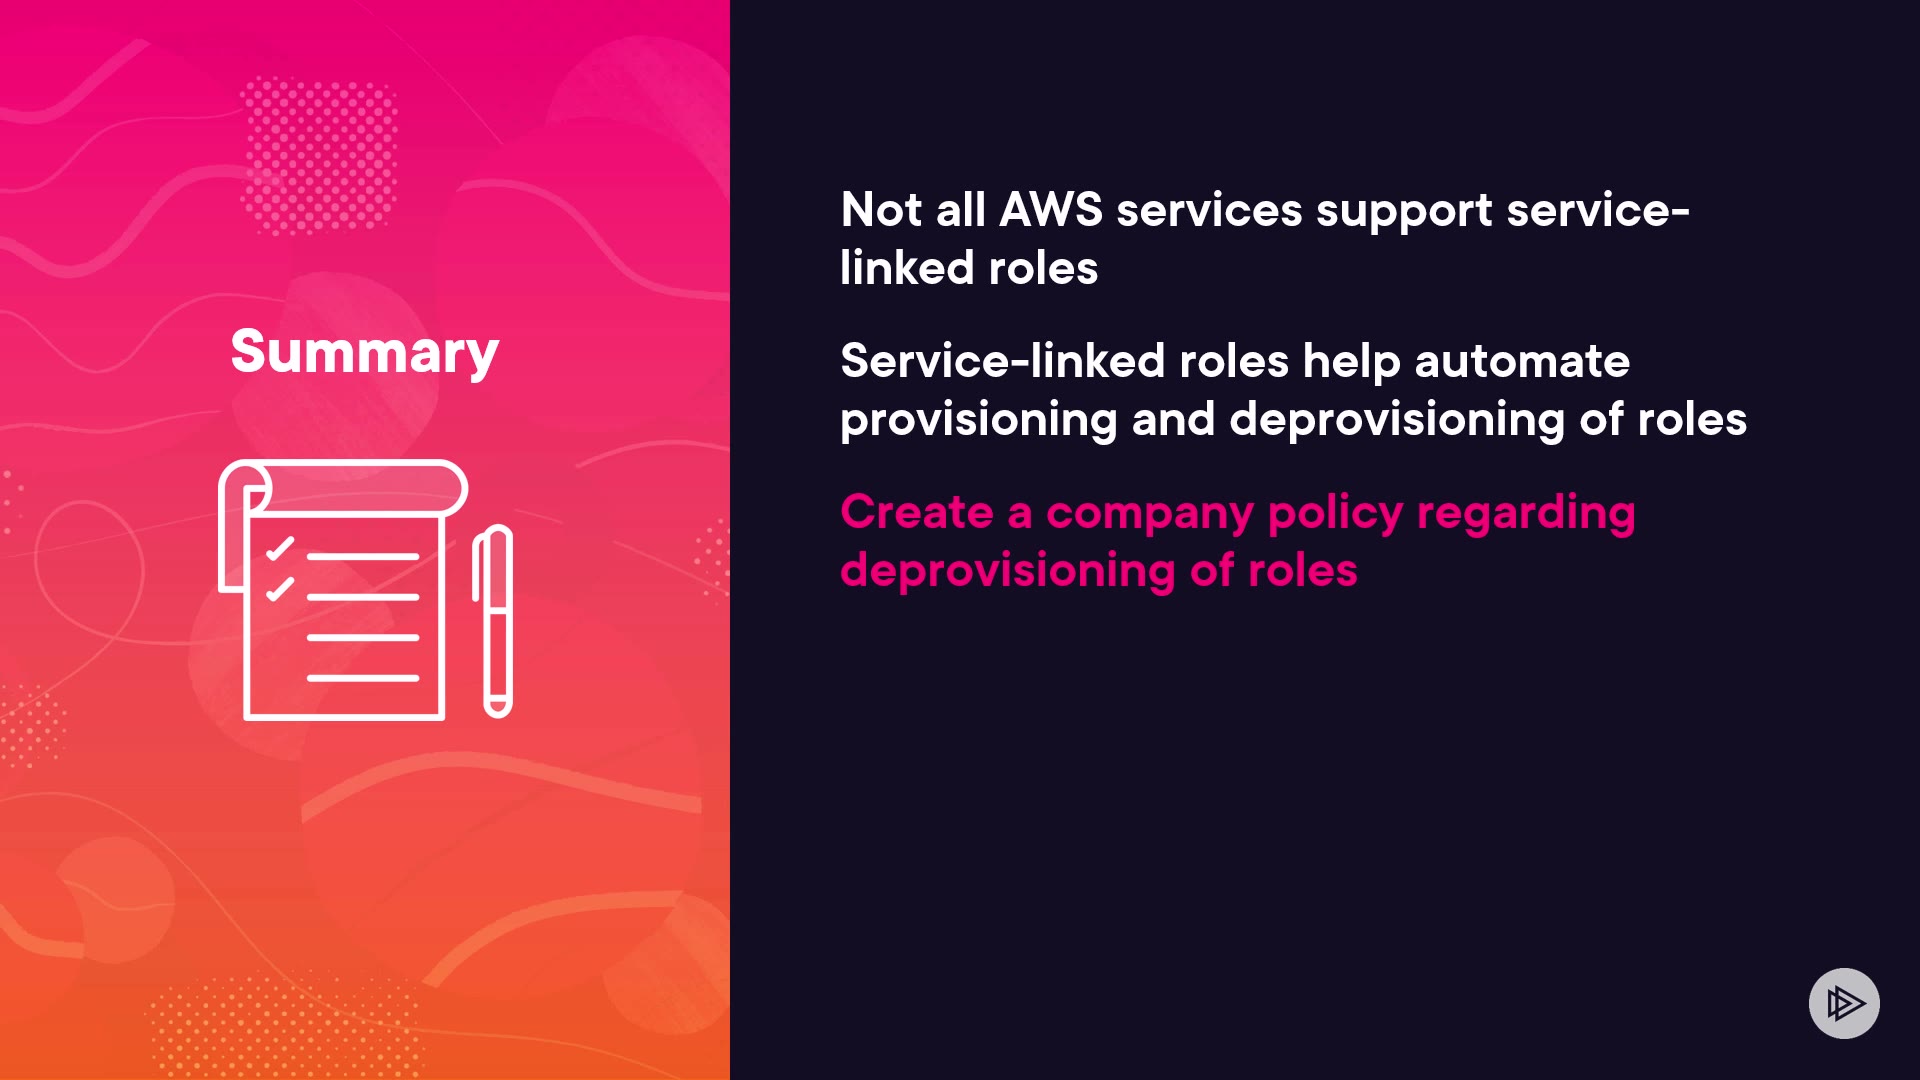 Summary
Not all AWS services support service-
linked roles
Service-linked roles help automate
provisioning and deprovisioning of roles
Create a company policy regarding
deprovisioning of roles